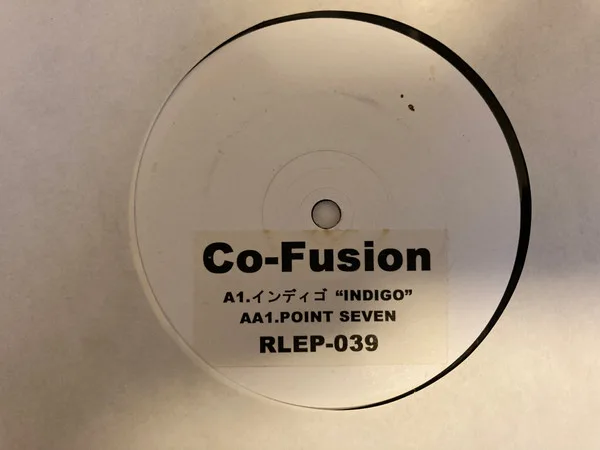 Co-Fusion
A1.インディゴ “INDIGO”
AA1.POINT SEVEN
RLEP-039